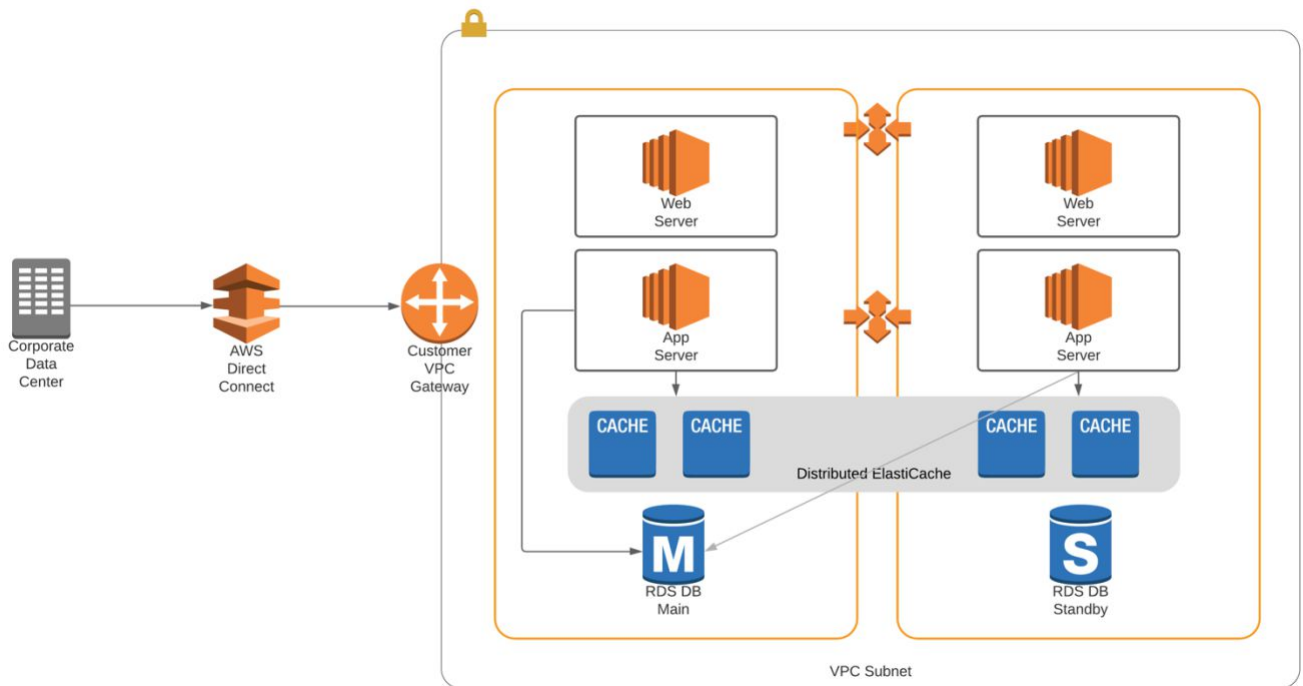 Corporate
Data
Center
AWS
Direct
Connect
Customer
VPC
Gateway
Web
Server
Web
Server
App
Server
App
Server
CACHE
CACHE
CACHE
CACHE
Distributed ElastiCache
M
RDS DB
Main
S
RDS DB
Standby
VPC Subnet